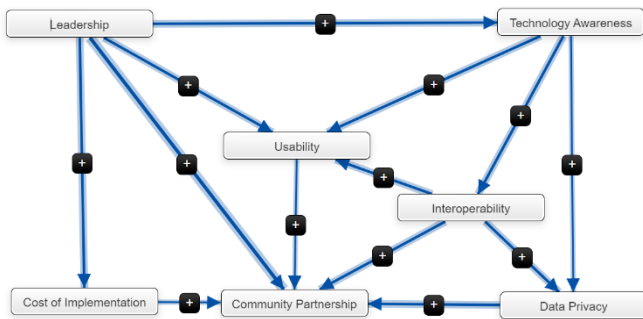 Leadership
+
Technology Awareness
+
+
+
+
+
+
Usability
+
+
Interoperability
+
+
Cost of Implementation
+
Community Partnership
+
Data Privacy